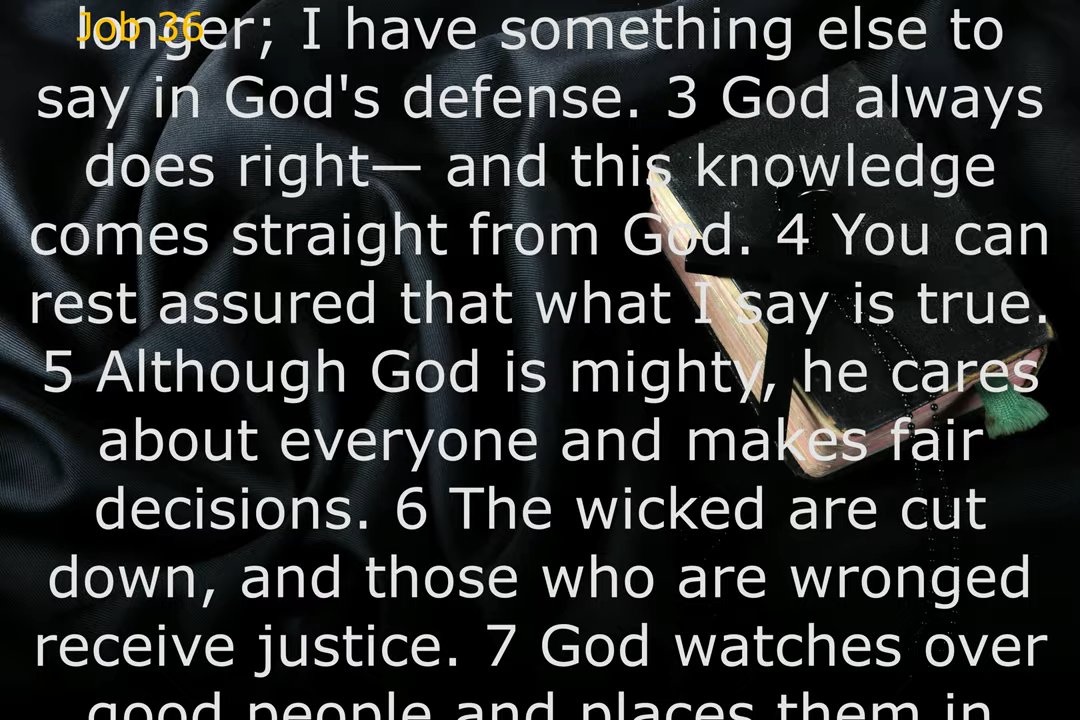 Job 36
longer; I have something else to
say in God's defense. 3 God always
does right— and this knowledge
comes straight from God. 4 You can
rest assured that what I say is true.
5 Although God is mighty, he cares
about everyone and makes fair
decisions. 6 The wicked are cut
down, and those who are wronged
receive justice. 7 God watches over
good people and places them in